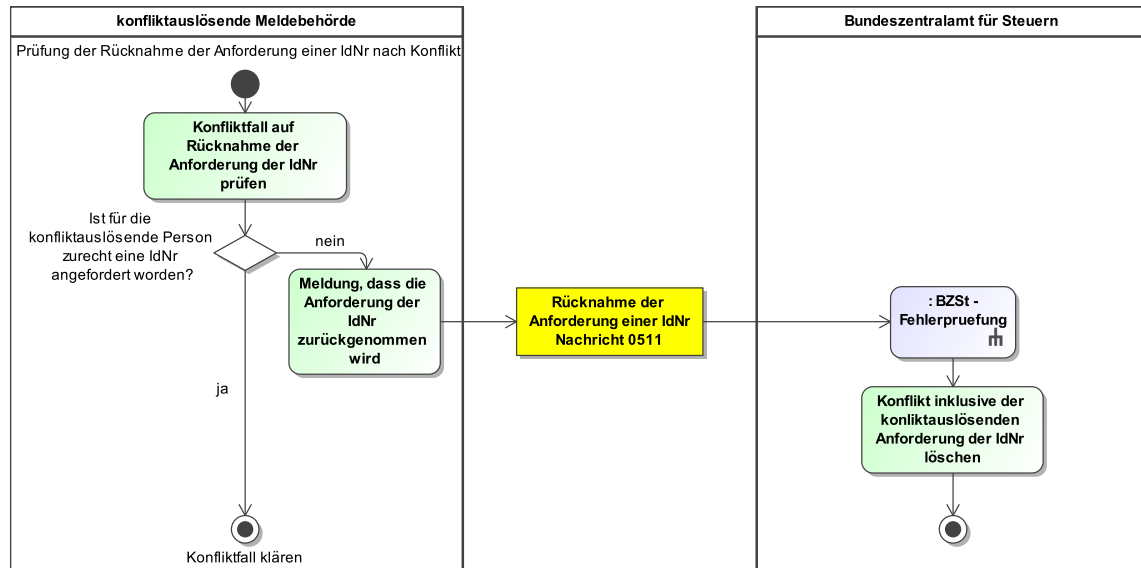 konfliktauslösende Meldebehörde
Bundeszentralamt für Steuern
Prüfung der Rücknahme der Anforderung einer IdNr nach Konflikt
Konfliktfall auf
Rücknahme der
Anforderung der IdNr
prüfen
Ist für die
konfliktauslösende Person
zurecht eine IdNr
angefordert worden?
nein
Meldung, dass die
Anforderung der
IdNr
zurückgenommen
wird
Rücknahme der
Anforderung einer IdNr
Nachricht 0511
: BZSt -
Fehlerpruefung
ja
Konflikt inklusive der
konliktauslösenden
Anforderung der IdNr
löschen
Konfliktfall klären